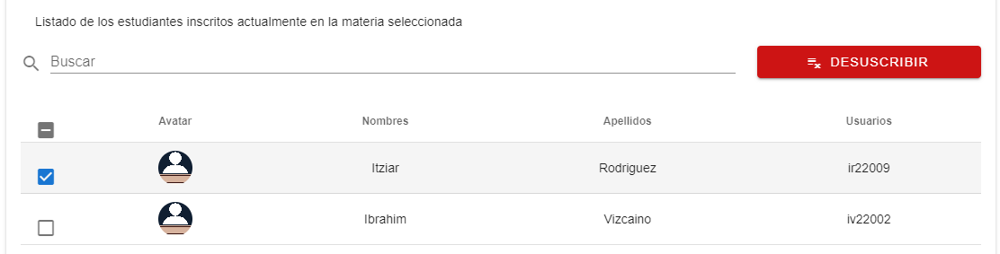 Listado de los estudiantes inscritos actualmente en la materia seleccionada
Buscar DESUSCRIBIR
Avatar Nombres Apellidos Usuarios
Itziar Rodriguez ir22009
Ibrahim Vizcaino iv22002